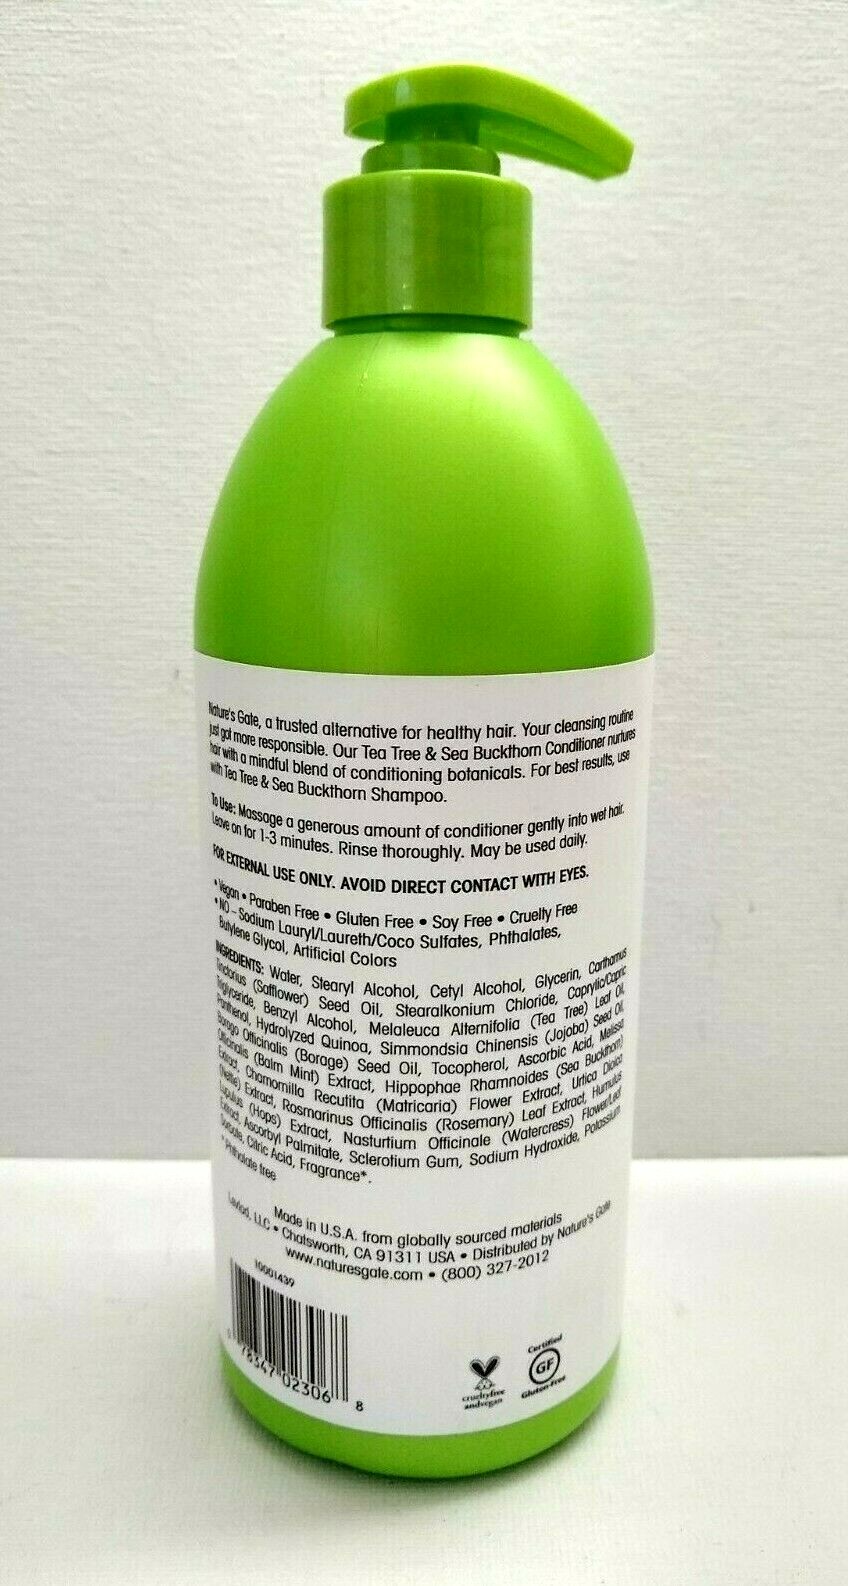 Nature's Gate, a trusted alternative for healthy hair. Your cleansing routine
just got more responsible. Our Tea Tree & Sea Buckthorn Conditioner nurtures
hair with a mindful blend of conditioning botanicals. For best results, use
with Tea Tree & Sea Buckthorn Shampoo.
To Use: Massage a generous amount of conditioner gently into wet hair.
Leave on for 1-3 minutes. Rinse thoroughly. May be used daily.
FOR EXTERNAL USE ONLY. AVOID DIRECT CONTACT WITH EYES.
• Vegan • Paraben Free • Gluten Free • Soy Free • Cruelty Free
• NO – Sodium Lauryl/Laureth/Coco Sulfates, Phthalates,
Butylene Glycol, Artificial Colors
INGREDIENTS: Water, Stearyl Alcohol, Cetyl Alcohol, Glycerin, Carthamus
Tinctorius (Safflower) Seed Oil, Stearalkonium Chloride, Caprylic/Capric
Triglyceride, Benzyl Alcohol, Melaleuca Alternifolia (Tea Tree) Leaf Oil,
Panthenol, Hydrolyzed Quinoa, Simmondsia Chinensis (Jojoba) Seed Oil,
Borago Officinalis (Borage) Seed Oil, Tocopherol, Ascorbic Acid, Melissa
Officinalis (Balm Mint) Extract, Hippophae Rhamnoides (Sea Buckthorn)
Extract, Chamomilla Recutita (Matricaria) Flower Extract, Urtica Dioica
(Nettle) Extract, Rosmarinus Officinalis (Rosemary) Leaf Extract, Humulus
Lupulus (Hops) Extract, Nasturtium Officinale (Watercress) Flower/Leaf
Extract, Ascorbyl Palmitate, Sclerotium Gum, Sodium Hydroxide, Potassium
Sorbate, Citric Acid, Fragrance*.
*Phthalate free
Made in U.S.A. from globally sourced materials
Levlad, LLC • Chatsworth, CA 91311 USA • Distributed by Nature's Gate
www.naturesgate.com • (800) 327-2012
10001439
0 78347 02306 8
crueltyfree
andvegan
Certified
GF
Gluten-Free